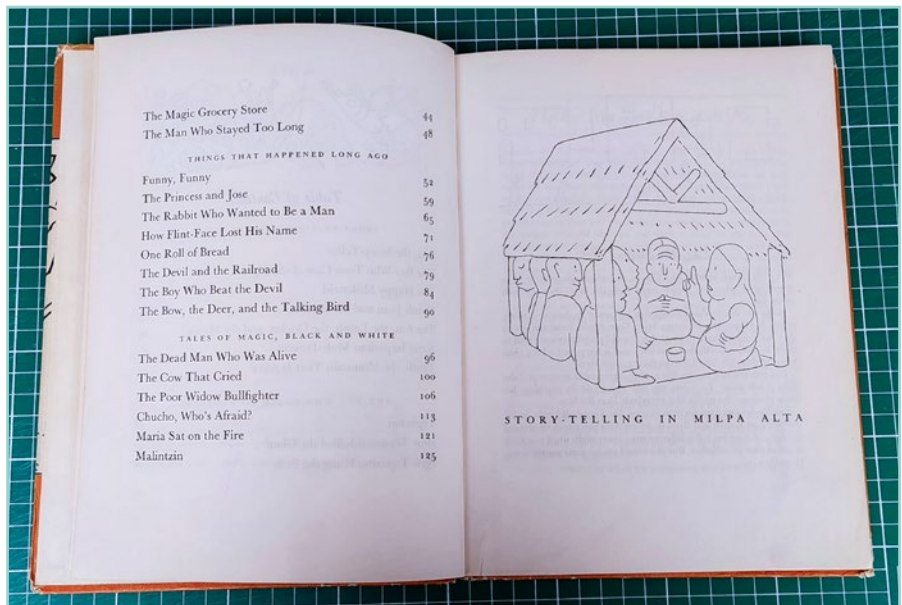 The Magic Grocery Store 44
The Man Who Stayed Too Long 48
THINGS THAT HAPPENED LONG AGO
Funny, Funny 52
The Princess and Jose 59
The Rabbit Who Wanted to Be a Man 65
How Flint-Face Lost His Name 71
One Roll of Bread 76
The Devil and the Railroad 79
The Boy Who Beat the Devil 84
The Bow, the Deer, and the Talking Bird 90
TALES OF MAGIC, BLACK AND WHITE
The Dead Man Who Was Alive 96
The Cow That Cried 100
The Poor Widow Bullfighter 106
Chucho, Who's Afraid? 113
Maria Sat on the Fire 121
Malintzin 125
STORY-TELLING IN MILPA ALTA